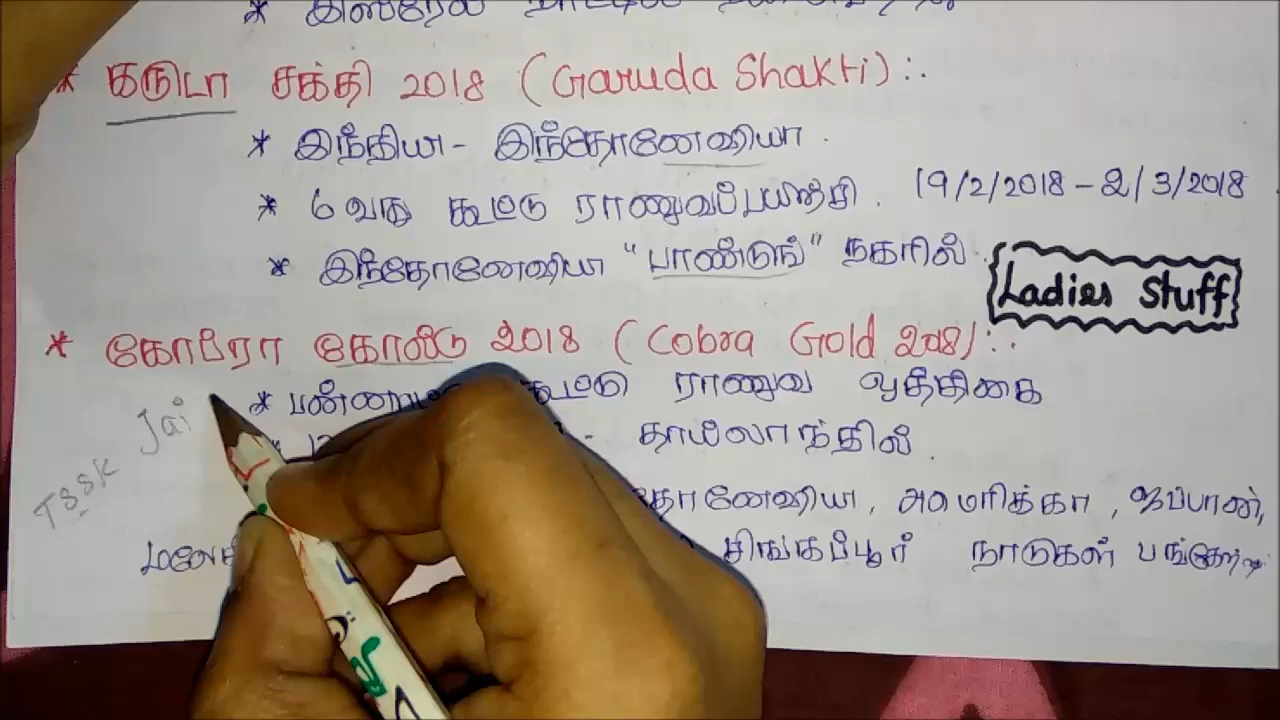 * கருடா சக்தி 2018 (Garuda Shakti):.
* இந்தியா - இந்தோனேஷியா.
* 6 வது கூட்டு ராணுவப்பயிற்சி. 19/2/2018 - 2/3/2018
* இந்தோனேஷியா "பாண்டுங்" நகரில்.
Ladies Stuff
* கோப்ரா கோல்டு 2018 (Cobra Gold 2018):.
* கூட்டு ராணுவ ஒத்திகை
- தாய்லாந்தில்.
அமெரிக்கா, ஜப்பான்,
சிங்கப்பூர் நாடுகள்
TSSK Jai